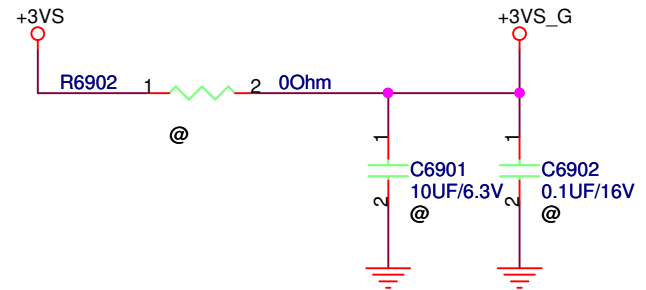 +3VS
+3VS_G
R6902 1 2 0Ohm
@
1
C6901
10UF/6.3V
2
@
1
C6902
0.1UF/16V
2
@